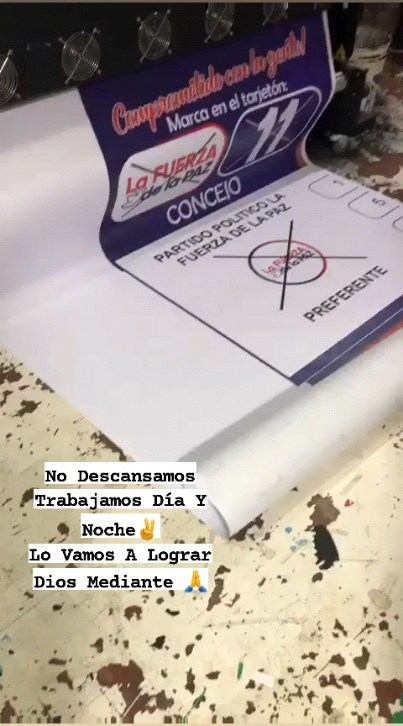 Comprometido con la gente!
Marca en el tarjetón:
La FUERZA
de la PAZ
11
CONCEJO
PARTIDO POLITICO LA
FUERZA DE LA PAZ
1
5
La FUERZA
de la PAZ
PREFERENTE
No Descansamos
Trabajamos Día Y
Noche✌️
Lo Vamos A Lograr
Dios Mediante 🙏